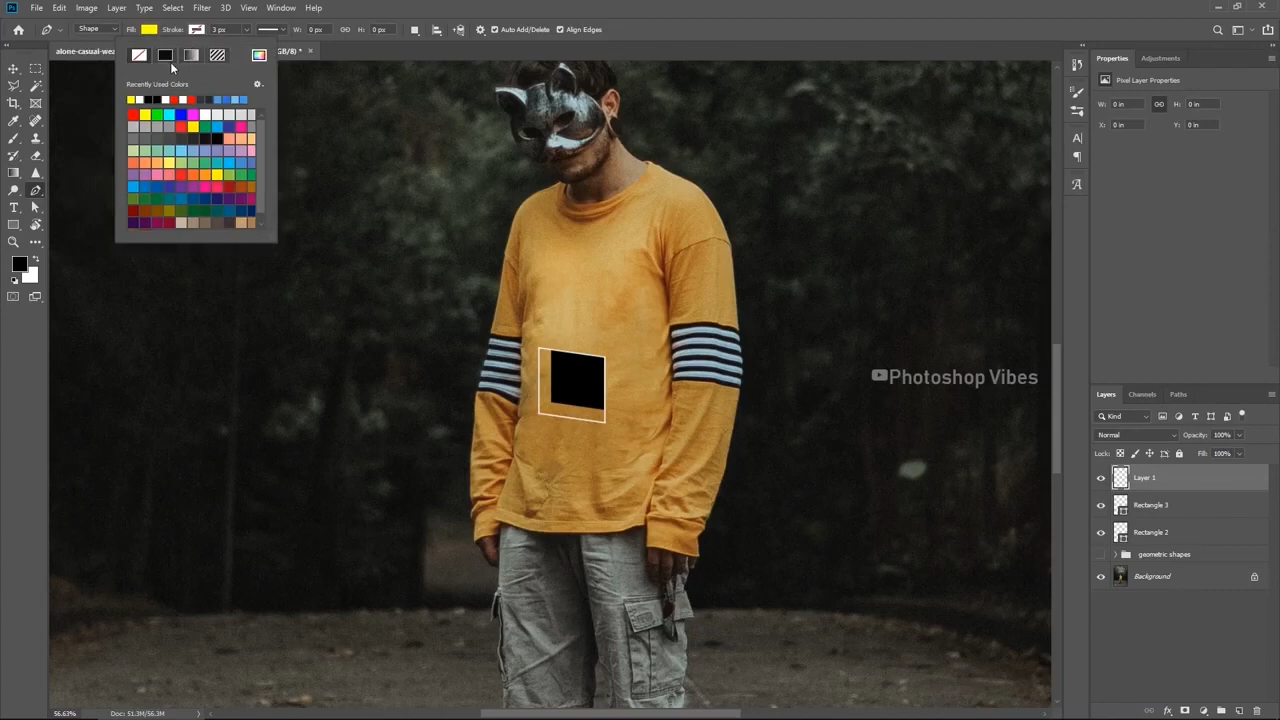 Ps File Edit Image Layer Type Select Filter 3D View Window Help
Shape Fill: Stroke: 3 px W: 0 px H: 0 px Auto Add/Delete Align Edges
alone-casual-wea GB/8) * ×
Recently Used Colors
Properties Adjustments
Pixel Layer Properties
W: 0 in H: 0 in
X: 0 in Y: 0 in
Photoshop Vibes
Layers Channels Paths
Kind
Normal Opacity: 100%
Lock: Fill: 100%
Layer 1
Rectangle 3
Rectangle 2
geometric shapes
Background
56.63% Doc: 51.3M/56.3M